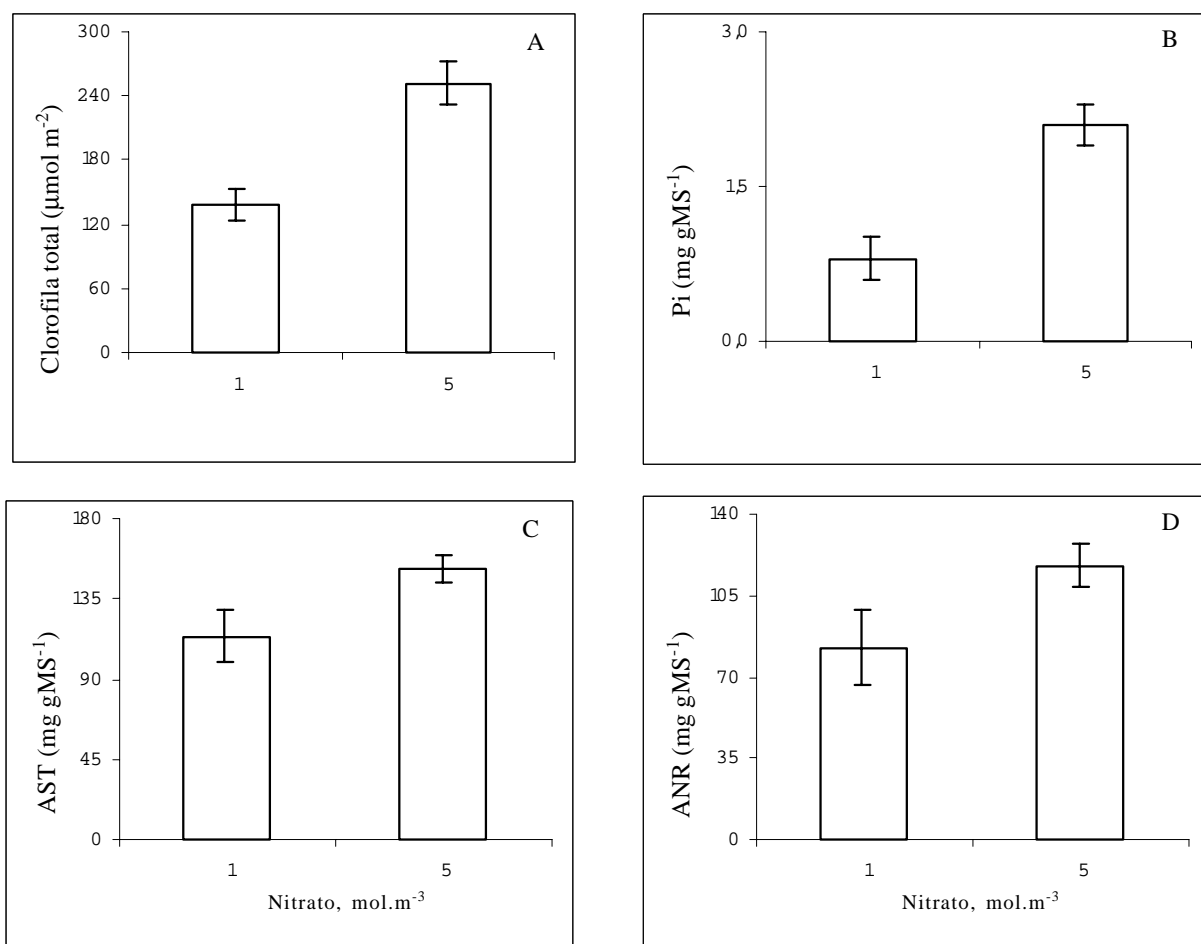 A
300
240
180
120
60
0
Clorofila total (µmol m⁻²)
1 5
B
3,0
1,5
0,0
Pi (mg gMS⁻¹)
1 5
C
180
135
90
45
0
AST (mg gMS⁻¹)
1 5
Nitrato, mol.m⁻³
D
140
105
70
35
0
ANR (mg gMS⁻¹)
1 5
Nitrato, mol.m⁻³